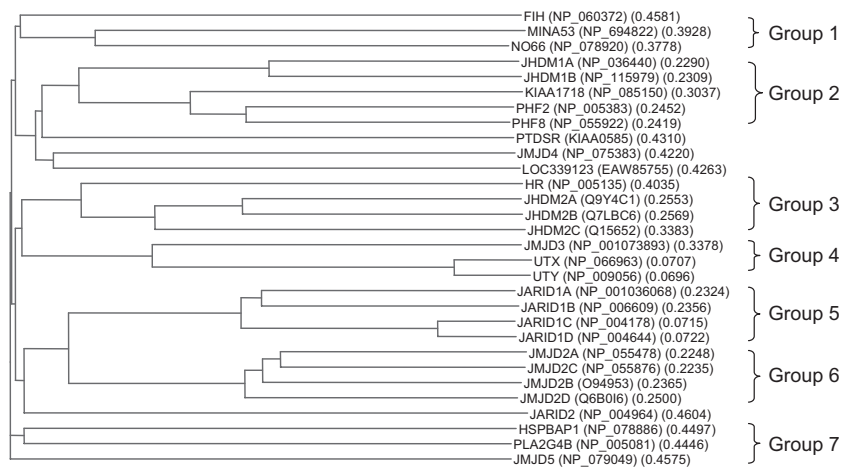 FIH (NP_060372) (0.4581)
MINA53 (NP_694822) (0.3928)
NO66 (NP_078920) (0.3778)
Group 1
JHDM1A (NP_036440) (0.2290)
JHDM1B (NP_115979) (0.2309)
KIAA1718 (NP_085150) (0.3037)
PHF2 (NP_005383) (0.2452)
PHF8 (NP_055922) (0.2419)
Group 2
PTDSR (KIAA0585) (0.4310)
JMJD4 (NP_075383) (0.4220)
LOC339123 (EAW85755) (0.4263)
HR (NP_005135) (0.4035)
JHDM2A (Q9Y4C1) (0.2553)
JHDM2B (Q7LBC6) (0.2569)
JHDM2C (Q15652) (0.3383)
Group 3
JMJD3 (NP_001073893) (0.3378)
UTX (NP_066963) (0.0707)
UTY (NP_009056) (0.0696)
Group 4
JARID1A (NP_001036068) (0.2324)
JARID1B (NP_006609) (0.2356)
JARID1C (NP_004178) (0.0715)
JARID1D (NP_004644) (0.0722)
Group 5
JMJD2A (NP_055478) (0.2248)
JMJD2C (NP_055876) (0.2235)
JMJD2B (O94953) (0.2365)
JMJD2D (Q6B0I6) (0.2500)
Group 6
JARID2 (NP_004964) (0.4604)
HSPBAP1 (NP_078886) (0.4497)
PLA2G4B (NP_005081) (0.4446)
JMJD5 (NP_079049) (0.4575)
Group 7